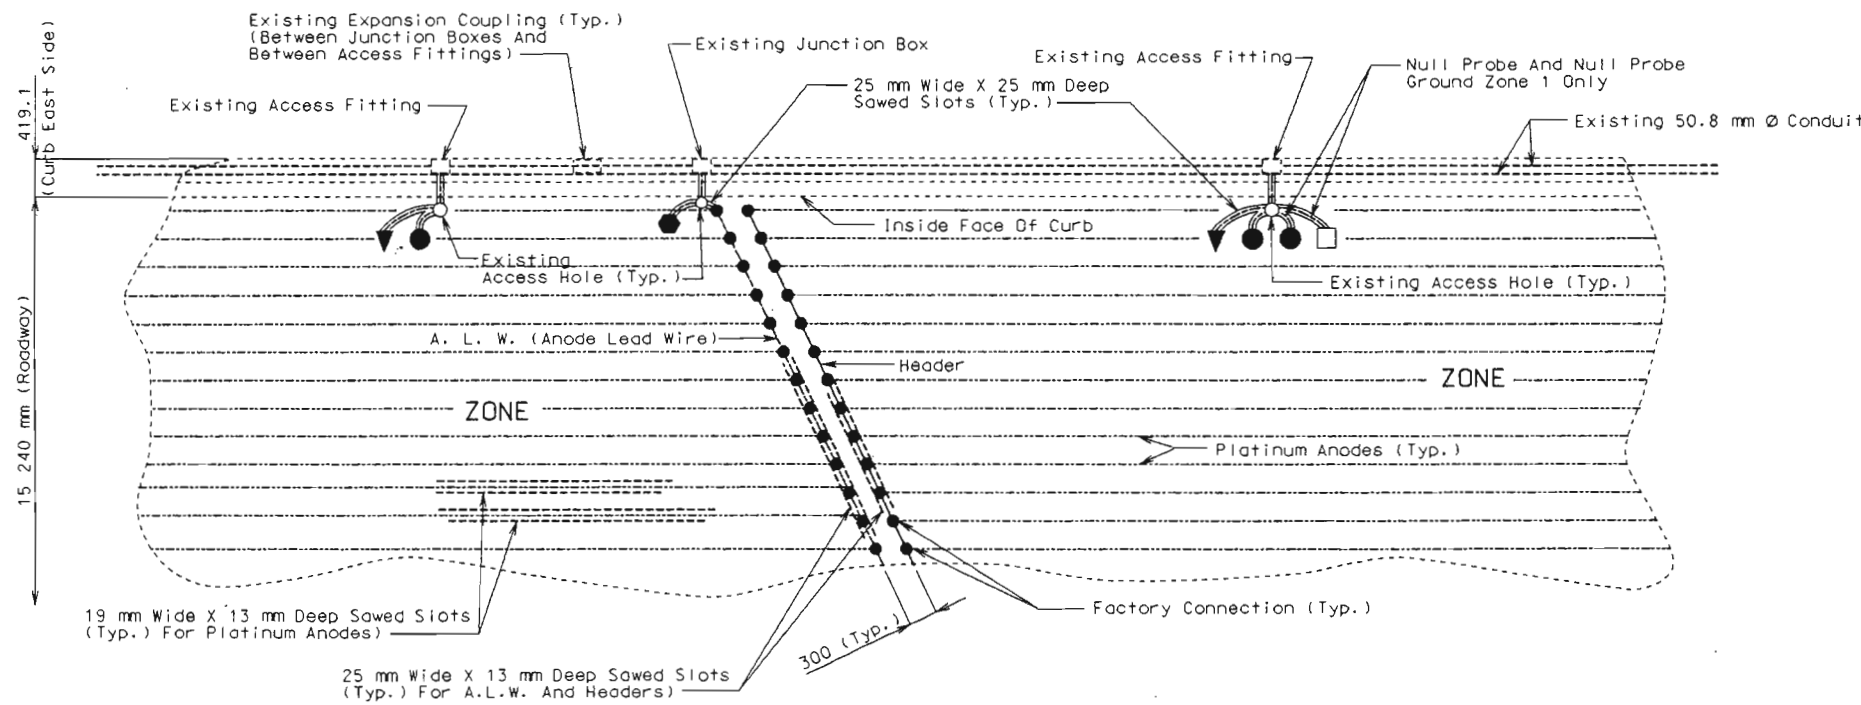 Existing Expansion Coupling (Typ.)
(Between Junction Boxes And
Between Access Fittings)
Existing Junction Box
Existing Access Fitting
Null Probe And Null Probe
Ground Zone 1 Only
25 mm Wide X 25 mm Deep
Sawed Slots (Typ.)
Existing Access Fitting
Existing 50.8 mm Ø Conduit
419.1
(Curb East Side)
Inside Face Of Curb
Existing
Access Hole (Typ.)
Existing Access Hole (Typ.)
A. L. W. (Anode Lead Wire)
Header
ZONE
ZONE
15 240 mm (Roadway)
Platinum Anodes (Typ.)
19 mm Wide X 13 mm Deep Sawed Slots
(Typ.) For Platinum Anodes)
Factory Connection (Typ.)
300 (Typ.)
25 mm Wide X 13 mm Deep Sawed Slots
(Typ.) For A.L.W. And Headers)